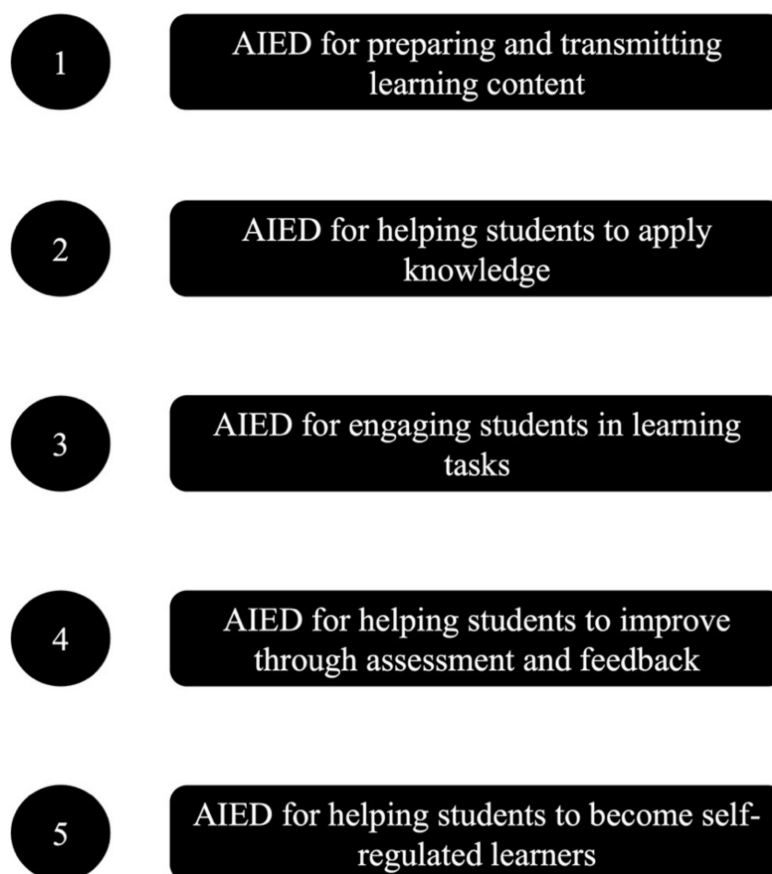 1
AIED for preparing and transmitting
learning content
2
AIED for helping students to apply
knowledge
3
AIED for engaging students in learning
tasks
4
AIED for helping students to improve
through assessment and feedback
5
AIED for helping students to become self-
regulated learners